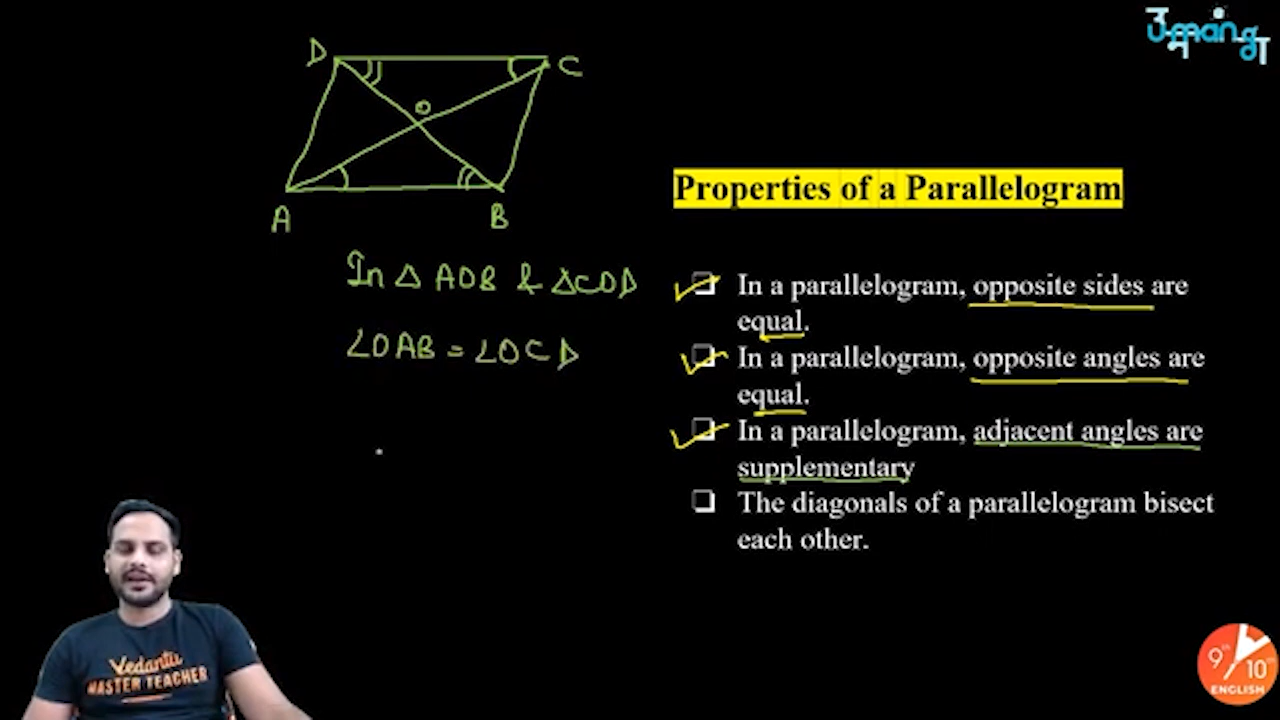 उमंग
D
C
O
A
B
In △ AOB & △COD
∠OAB = ∠OCD
Properties of a Parallelogram
❑ In a parallelogram, opposite sides are
equal.
❑ In a parallelogram, opposite angles are
equal.
❑ In a parallelogram, adjacent angles are
supplementary
❑ The diagonals of a parallelogram bisect
each other.
Vedantu
MASTER TEACHER
9th
10th
ENGLISH